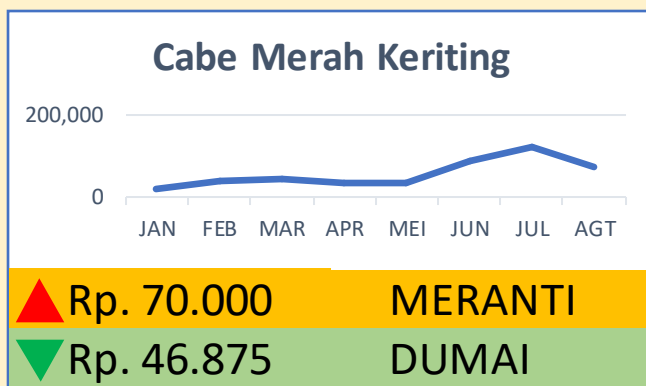 Cabe Merah Keriting
200,000
0
JAN FEB MAR APR MEI JUN JUL AGT
Rp. 70.000 MERANTI
Rp. 46.875 DUMAI